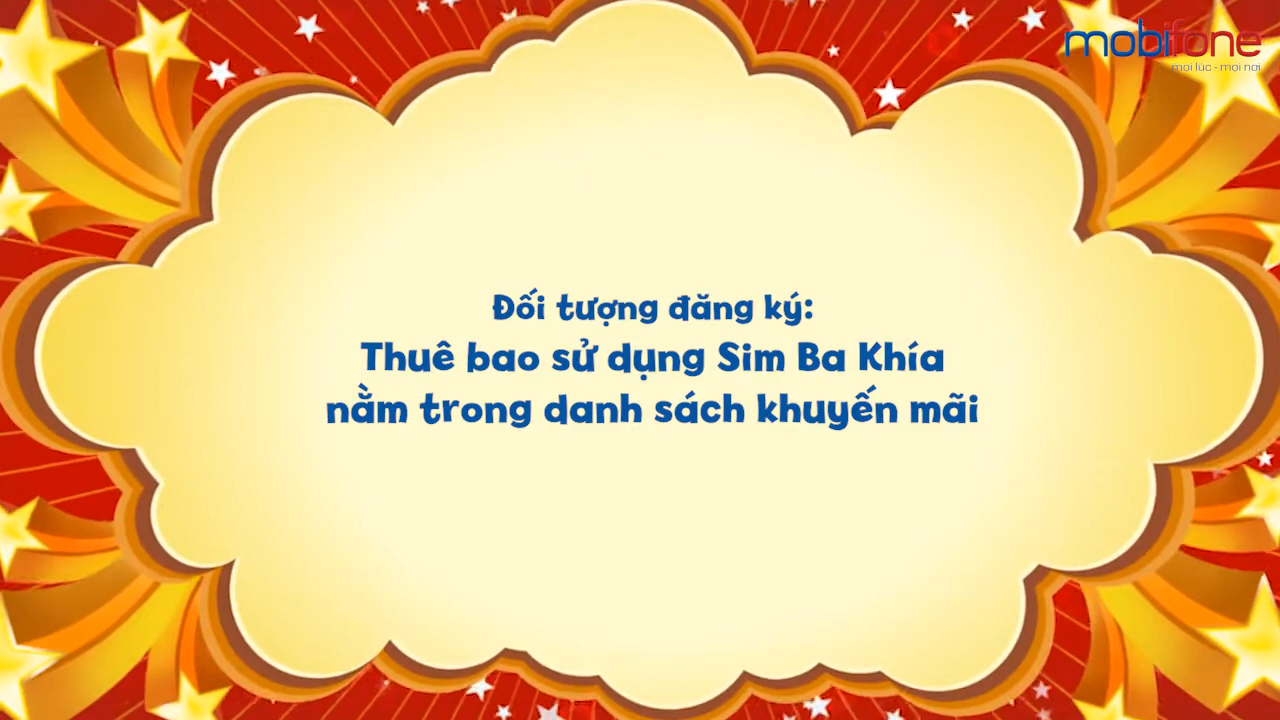 mobifone
mọi lúc - mọi nơi
Đối tượng đăng ký:
Thuê bao sử dụng Sim Ba Khía
nằm trong danh sách khuyến mãi